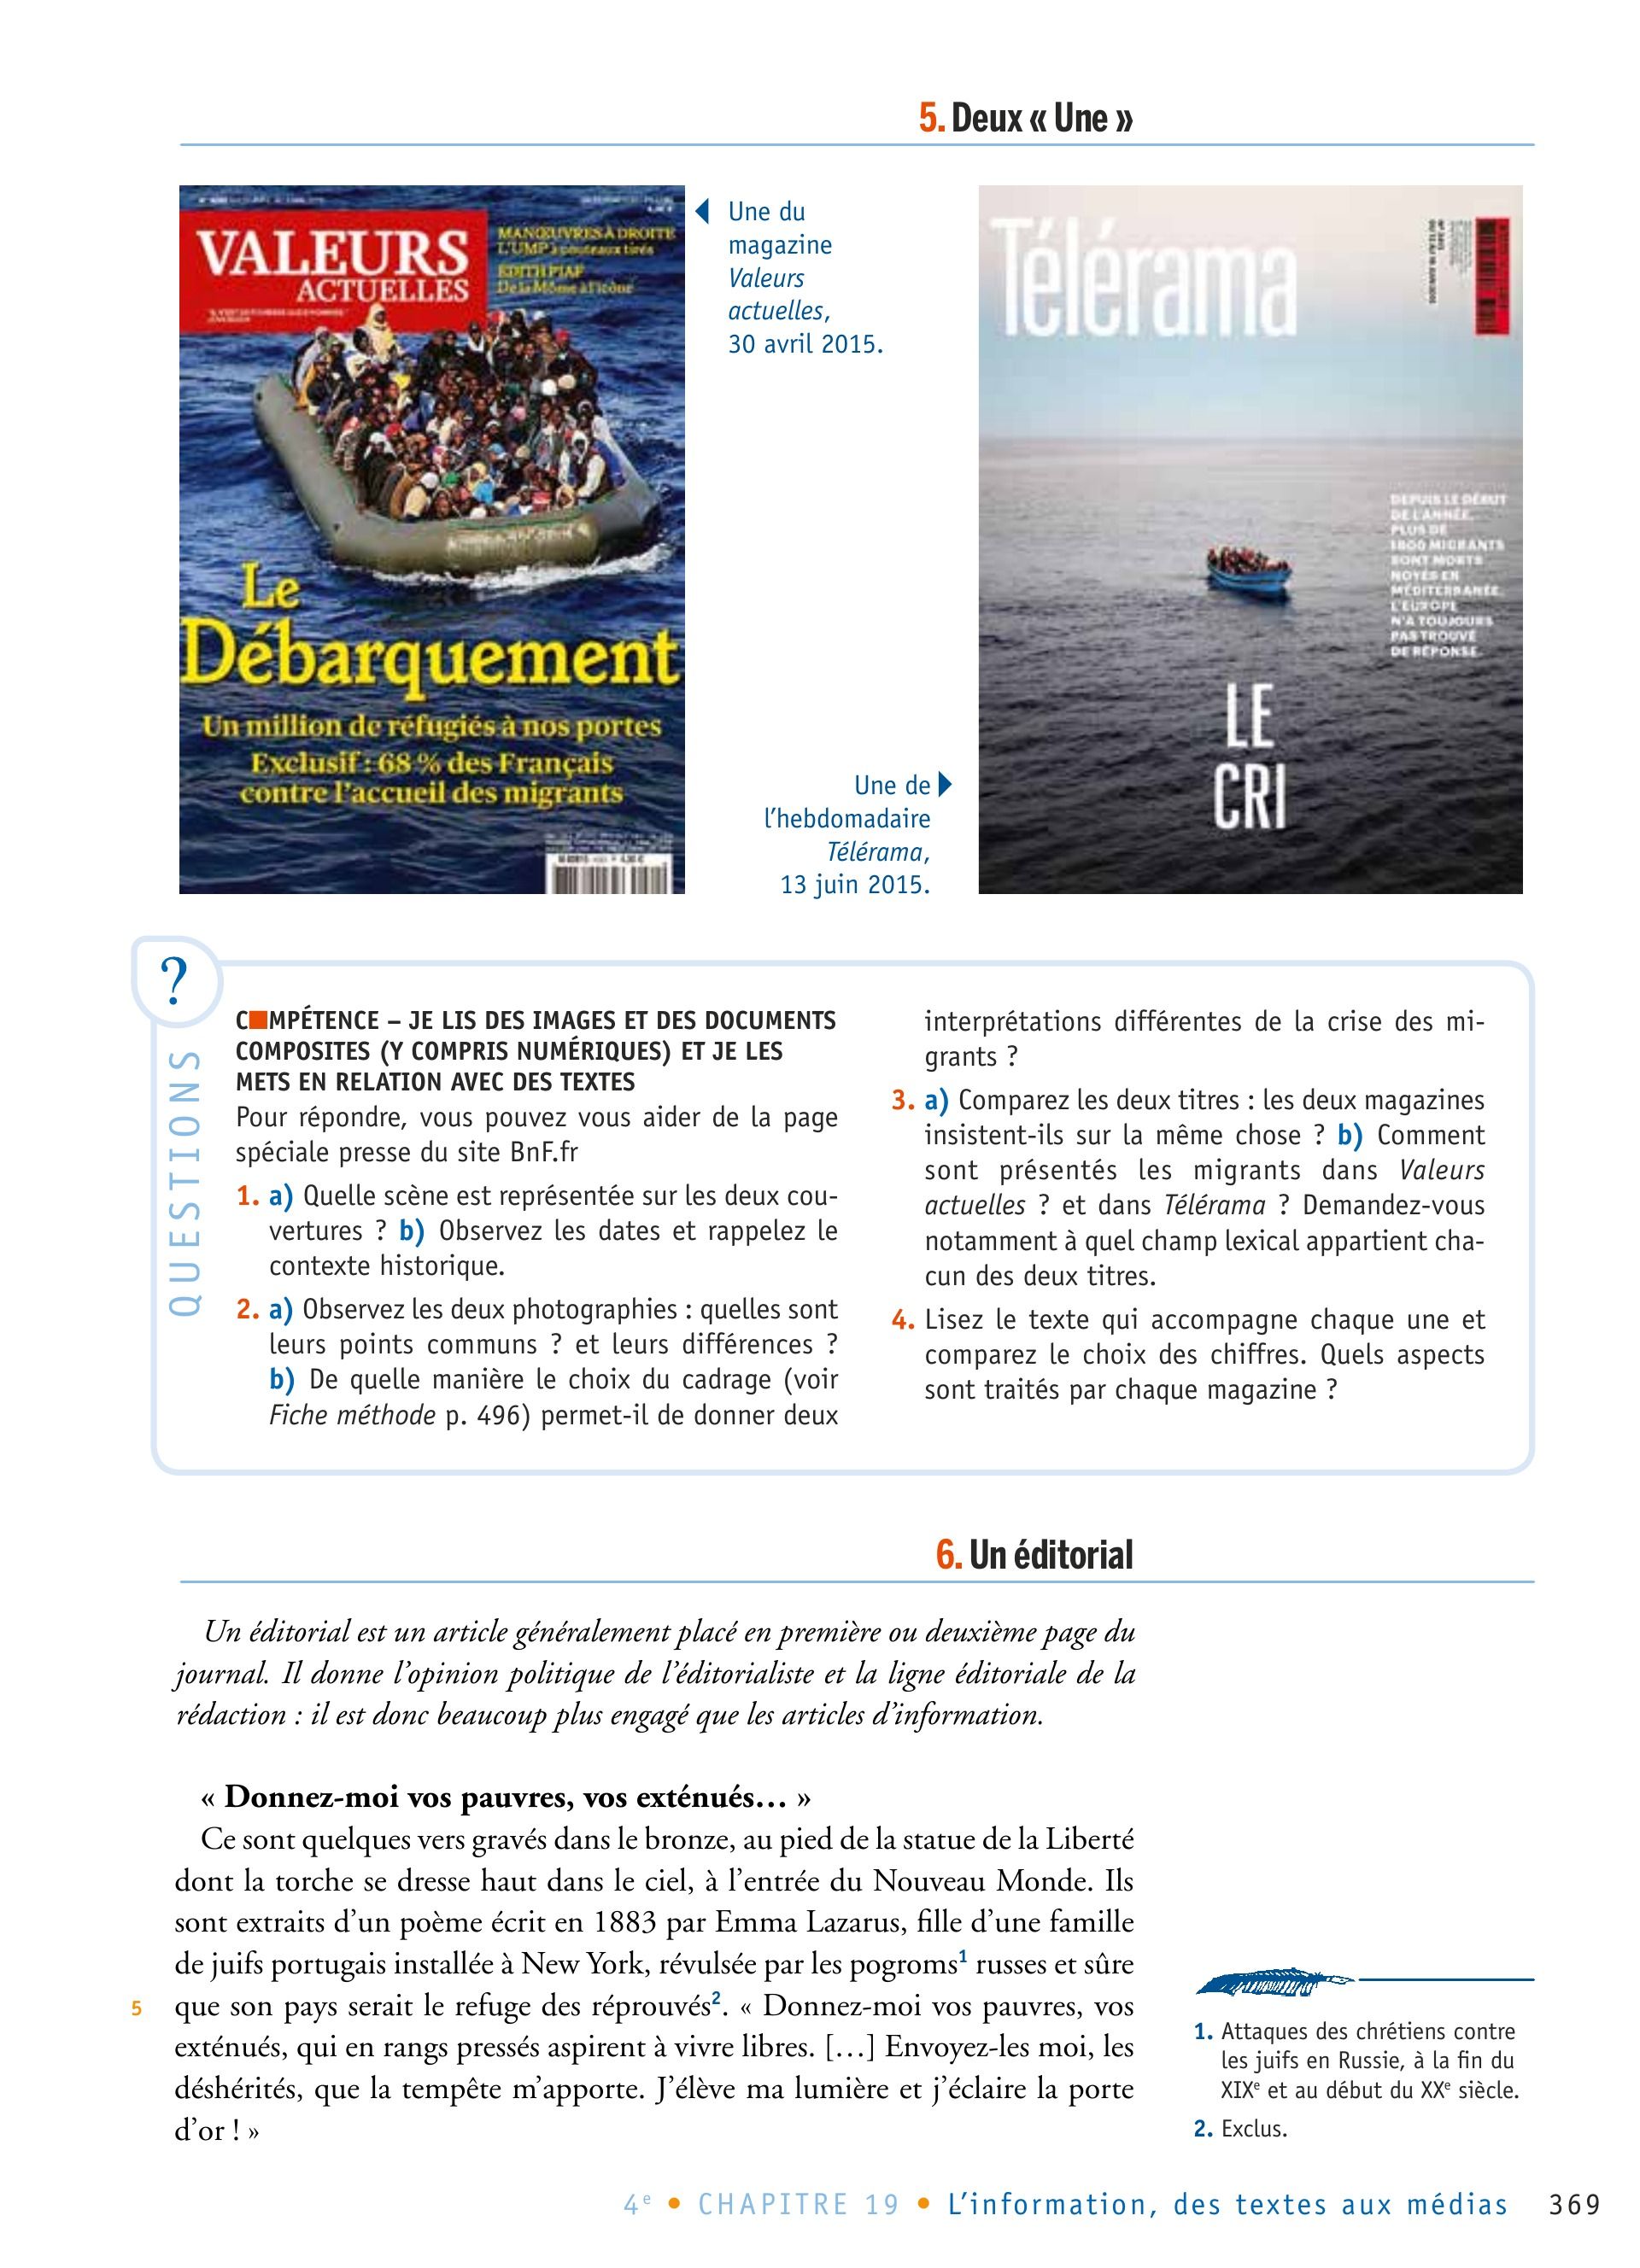 5. Deux « Une »
VALEURS
ACTUELLES
MANŒUVRES À DROITE
L'UMP à couteaux tirés
EDITH PIAF
De la Môme à l'icône
Le
Débarquement
Un million de réfugiés à nos portes
Exclusif : 68 % des Français
contre l'accueil des migrants
Une du
magazine
Valeurs
actuelles,
30 avril 2015.
Télérama
DEPUIS LE DÉBUT
DE L'ANNÉE,
PLUS DE
1800 MIGRANTS
SONT MORTS
NOYÉS EN
MÉDITERRANÉE.
L'EUROPE
N'A TOUJOURS
PAS TROUVÉ
DE RÉPONSE.
LE
CRI
Une de
l'hebdomadaire
Télérama,
13 juin 2015.
?
QUESTIONS
C■MPÉTENCE – JE LIS DES IMAGES ET DES DOCUMENTS
COMPOSITES (Y COMPRIS NUMÉRIQUES) ET JE LES
METS EN RELATION AVEC DES TEXTES
Pour répondre, vous pouvez vous aider de la page
spéciale presse du site BnF.fr
1. a) Quelle scène est représentée sur les deux cou-
vertures ? b) Observez les dates et rappelez le
contexte historique.
2. a) Observez les deux photographies : quelles sont
leurs points communs ? et leurs différences ?
b) De quelle manière le choix du cadrage (voir
Fiche méthode p. 496) permet-il de donner deux
interprétations différentes de la crise des mi-
grants ?
3. a) Comparez les deux titres : les deux magazines
insistent-ils sur la même chose ? b) Comment
sont présentés les migrants dans Valeurs
actuelles ? et dans Télérama ? Demandez-vous
notamment à quel champ lexical appartient cha-
cun des deux titres.
4. Lisez le texte qui accompagne chaque une et
comparez le choix des chiffres. Quels aspects
sont traités par chaque magazine ?
6. Un éditorial
Un éditorial est un article généralement placé en première ou deuxième page du
journal. Il donne l'opinion politique de l'éditorialiste et la ligne éditoriale de la
rédaction : il est donc beaucoup plus engagé que les articles d'information.
« Donnez-moi vos pauvres, vos exténués… »
Ce sont quelques vers gravés dans le bronze, au pied de la statue de la Liberté
dont la torche se dresse haut dans le ciel, à l'entrée du Nouveau Monde. Ils
sont extraits d'un poème écrit en 1883 par Emma Lazarus, fille d'une famille
de juifs portugais installée à New York, révulsée par les pogroms1 russes et sûre
5 que son pays serait le refuge des réprouvés2. « Donnez-moi vos pauvres, vos
exténués, qui en rangs pressés aspirent à vivre libres. […] Envoyez-les moi, les
déshérités, que la tempête m'apporte. J'élève ma lumière et j'éclaire la porte
d'or ! »
1. Attaques des chrétiens contre
les juifs en Russie, à la fin du
XIXe et au début du XXe siècle.
2. Exclus.
4e • CHAPITRE 19 • L'information, des textes aux médias 369